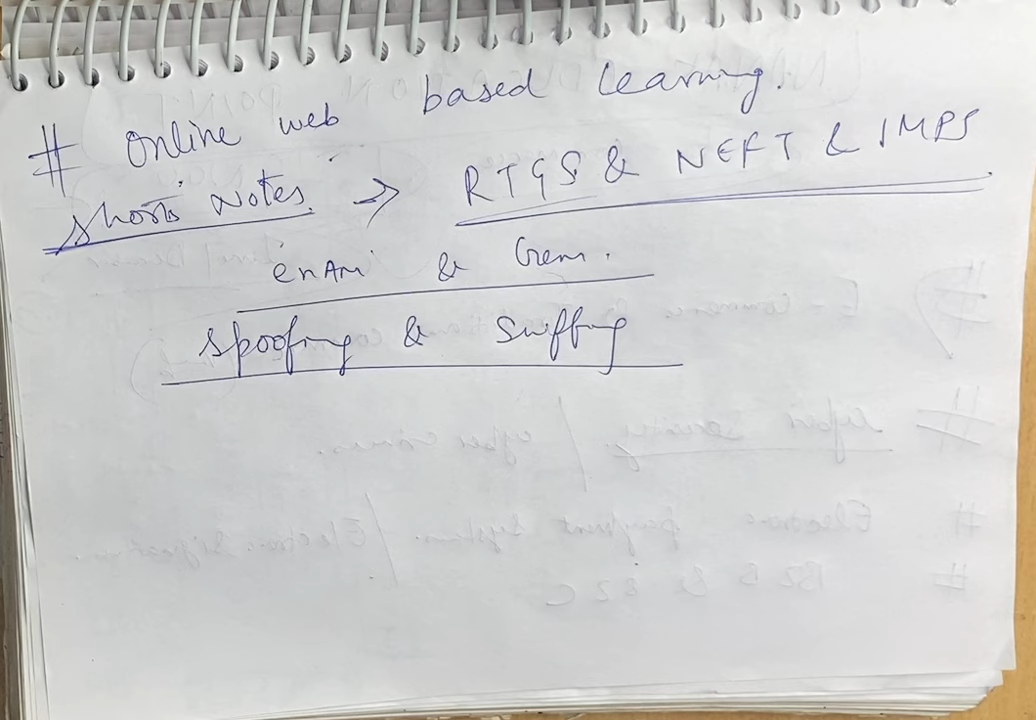 # Online web based learning.
Shorts Notes. → RTGS & NEFT & IMPS
enAM & Gem.
Spoofing & Sniffing